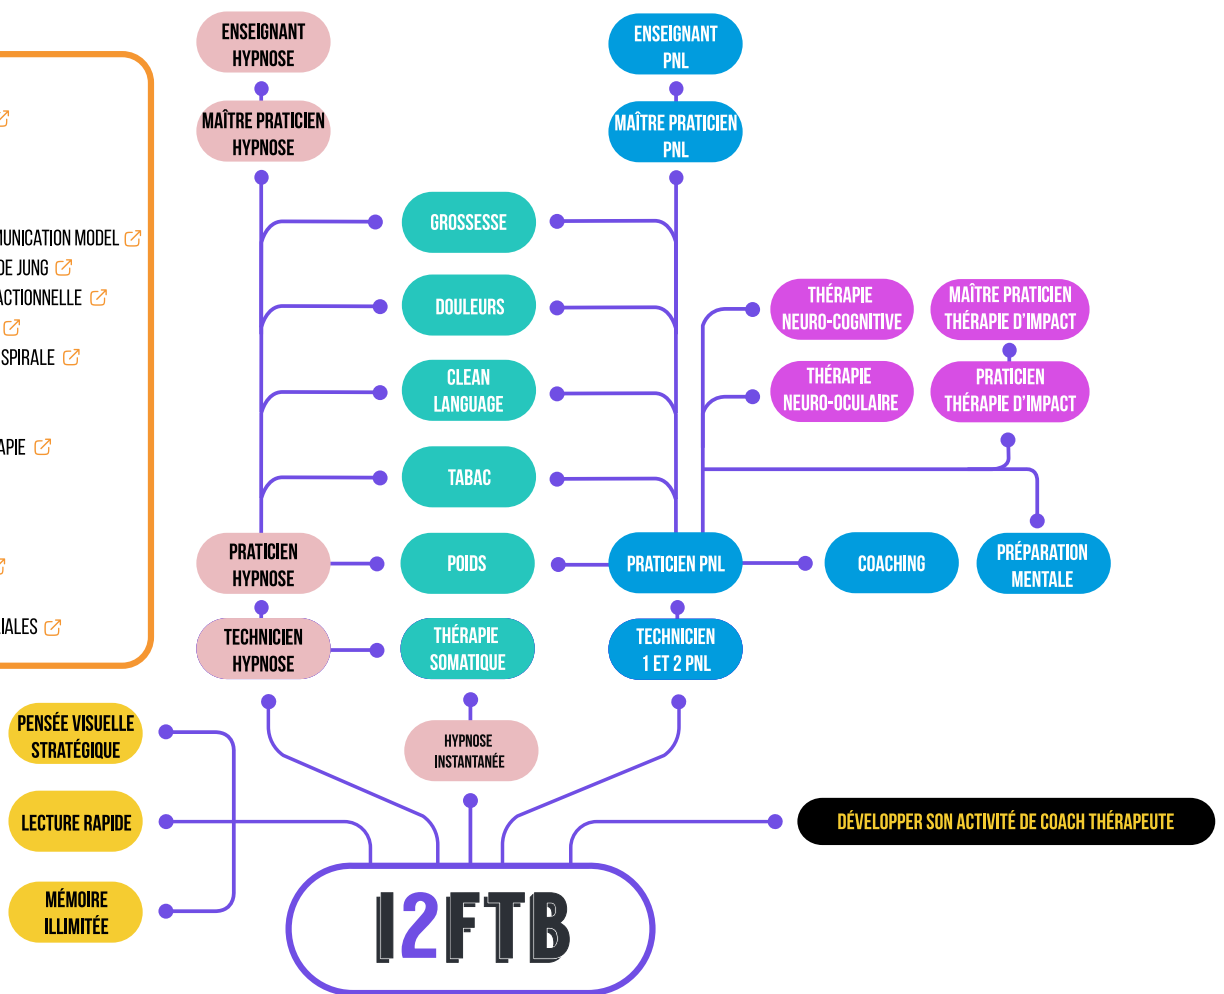 ENSEIGNANT
HYPNOSE
MAÎTRE PRATICIEN
HYPNOSE
ENSEIGNANT
PNL
MAÎTRE PRATICIEN
PNL
MUNICATION MODEL
DE JUNG
ACTIONNELLE
SPIRALE
APIE
IALES
GROSSESSE
DOULEURS
CLEAN
LANGUAGE
TABAC
POIDS
THÉRAPIE
SOMATIQUE
HYPNOSE
INSTANTANÉE
THÉRAPIE
NEURO-COGNITIVE
MAÎTRE PRATICIEN
THÉRAPIE D'IMPACT
THÉRAPIE
NEURO-OCULAIRE
PRATICIEN
THÉRAPIE D'IMPACT
PRATICIEN
HYPNOSE
PRATICIEN PNL
COACHING
PRÉPARATION
MENTALE
TECHNICIEN
HYPNOSE
TECHNICIEN
1 ET 2 PNL
PENSÉE VISUELLE
STRATÉGIQUE
LECTURE RAPIDE
MÉMOIRE
ILLIMITÉE
DÉVELOPPER SON ACTIVITÉ DE COACH THÉRAPEUTE
I2FTB